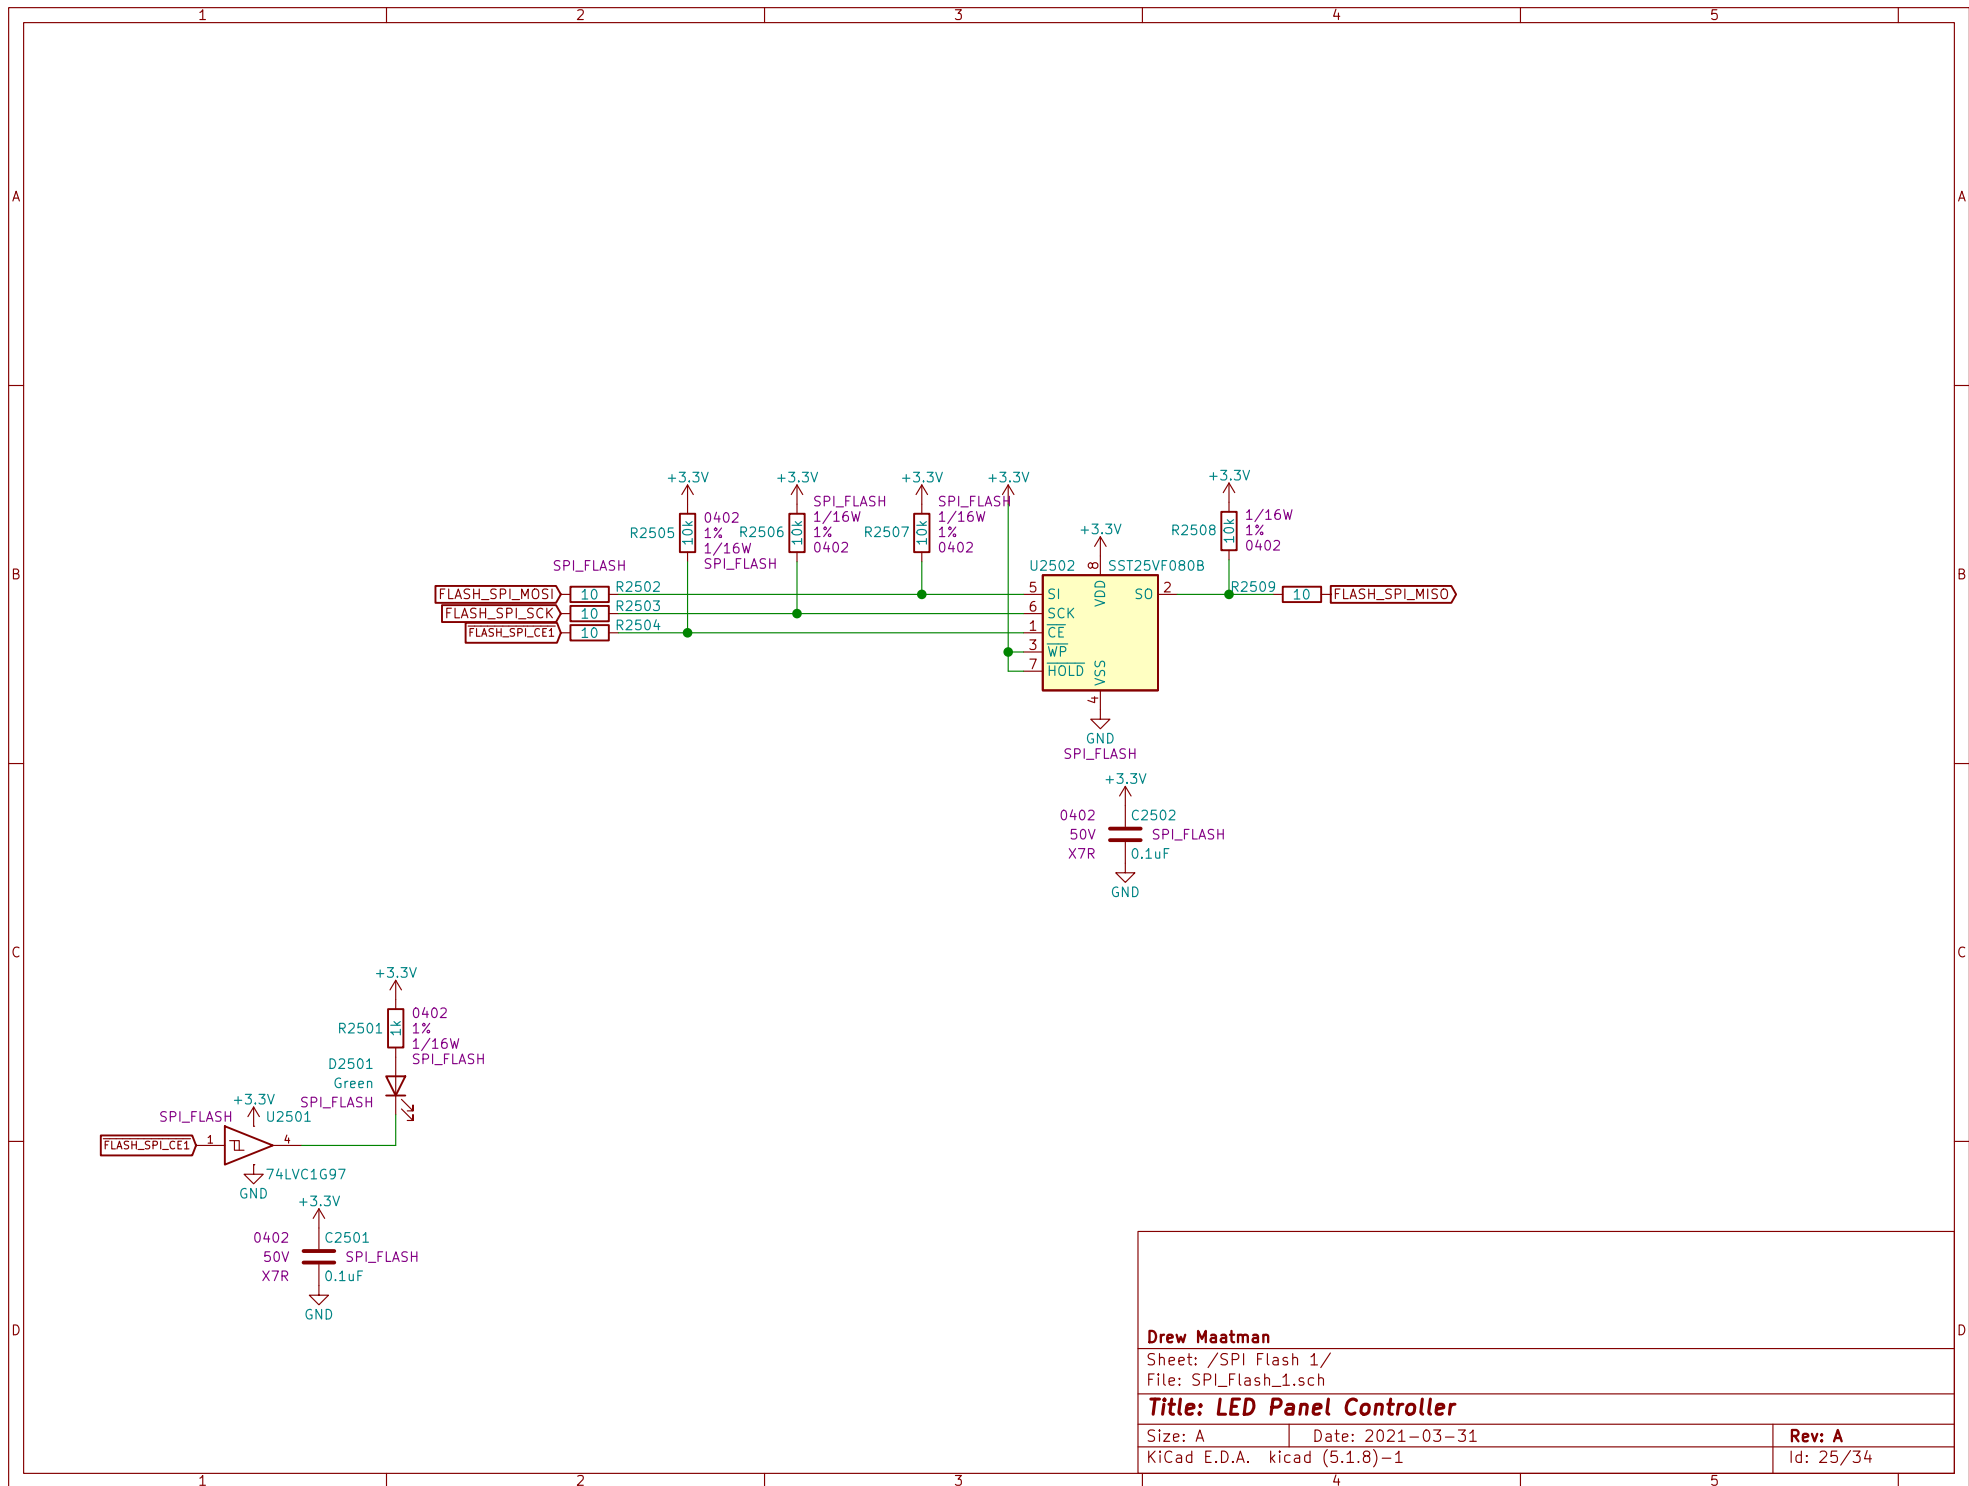 1 2 3 4 5
A A
+3.3V +3.3V +3.3V +3.3V +3.3V
R2505 10k 0402
1%
1/16W
SPI_FLASH
R2506 10k SPI_FLASH
1/16W
1%
0402
R2507 10k SPI_FLASH
1/16W
1%
0402
R2508 10k 1/16W
1%
0402
+3.3V
SPI_FLASH
U2502 8 SST25VF080B
B B
FLASH_SPI_MOSI 10 R2502 5 SI VDD SO 2 R2509 10 FLASH_SPI_MISO
FLASH_SPI_SCK 10 R2503 6 SCK
FLASH_SPI_CE1 10 R2504 1 CE
3 WP
7 HOLD VSS
4
GND
SPI_FLASH
+3.3V
0402 C2502
50V SPI_FLASH
X7R 0.1uF
GND
C C
+3.3V
R2501 1k 0402
1%
1/16W
SPI_FLASH
D2501
Green
SPI_FLASH
+3.3V
SPI_FLASH U2501
FLASH_SPI_CE1 1 4
74LVC1G97
GND
+3.3V
0402 C2501
50V SPI_FLASH
X7R 0.1uF
GND
D D
Drew Maatman
Sheet: /SPI Flash 1/
File: SPI_Flash_1.sch
Title: LED Panel Controller
Size: A Date: 2021-03-31 Rev: A
KiCad E.D.A. kicad (5.1.8)-1 Id: 25/34
1 2 3 4 5